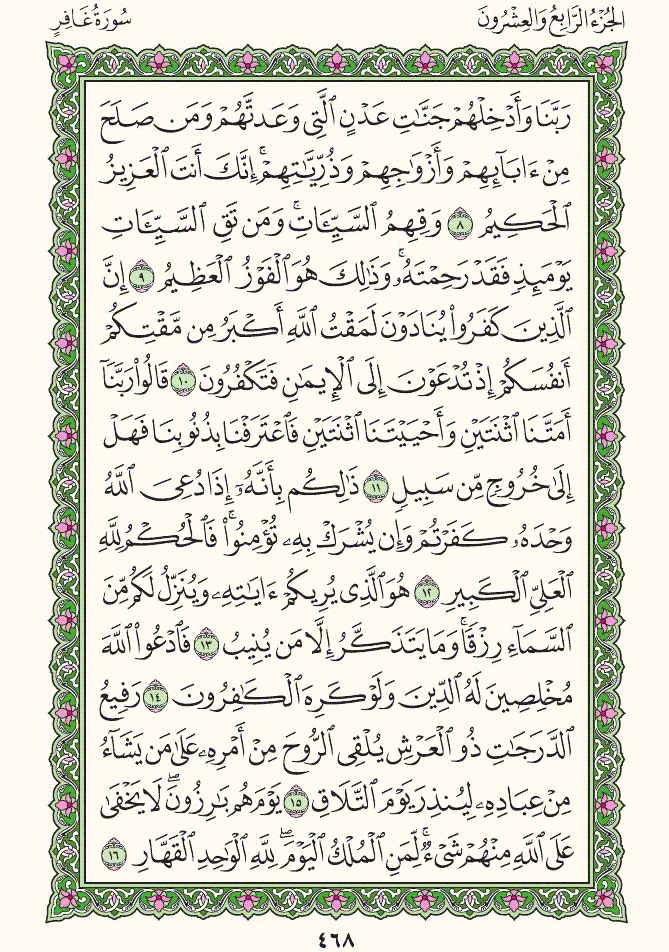 الجُزْءُ الرَّابِعُ وَالعِشْرُونَ
سُورَةُ غَافِرٍ
رَبَّنَا وَأَدْخِلْهُمْ جَنَّٰتِ عَدْنٍ ٱلَّتِى وَعَدتَّهُمْ وَمَن صَلَحَ
مِنْ ءَابَآئِهِمْ وَأَزْوَٰجِهِمْ وَذُرِّيَّٰتِهِمْۚ إِنَّكَ أَنتَ ٱلْعَزِيزُ
ٱلْحَكِيمُ ٨ وَقِهِمُ ٱلسَّيِّـَٔاتِۚ وَمَن تَقِ ٱلسَّيِّـَٔاتِ
يَوْمَئِذٍ فَقَدْ رَحِمْتَهُۥۚ وَذَٰلِكَ هُوَ ٱلْفَوْزُ ٱلْعَظِيمُ ٩ إِنَّ
ٱلَّذِينَ كَفَرُوا۟ يُنَادَوْنَ لَمَقْتُ ٱللَّهِ أَكْبَرُ مِن مَّقْتِكُمْ
أَنفُسَكُمْ إِذْ تُدْعَوْنَ إِلَى ٱلْإِيمَٰنِ فَتَكْفُرُونَ ١٠ قَالُوا۟ رَبَّنَآ
أَمَتَّنَا ٱثْنَتَيْنِ وَأَحْيَيْتَنَا ٱثْنَتَيْنِ فَٱعْتَرَفْنَا بِذُنُوبِنَا فَهَلْ
إِلَىٰ خُرُوجٍ مِّن سَبِيلٍ ١١ ذَٰلِكُم بِأَنَّهُۥٓ إِذَا دُعِىَ ٱللَّهُ
وَحْدَهُۥ كَفَرْتُمْ وَإِن يُشْرَكْ بِهِۦ تُؤْمِنُوا۟ۚ فَٱلْحُكْمُ لِلَّهِ
ٱلْعَلِىِّ ٱلْكَبِيرِ ١٢ هُوَ ٱلَّذِى يُرِيكُمْ ءَايَٰتِهِۦ وَيُنَزِّلُ لَكُم مِّنَ
ٱلسَّمَآءِ رِزْقًاۚ وَمَا يَتَذَكَّرُ إِلَّا مَن يُنِيبُ ١٣ فَٱدْعُوا۟ ٱللَّهَ
مُخْلِصِينَ لَهُ ٱلدِّينَ وَلَوْ كَرِهَ ٱلْكَٰفِرُونَ ١٤ رَفِيعُ
ٱلدَّرَجَٰتِ ذُو ٱلْعَرْشِ يُلْقِى ٱلرُّوحَ مِنْ أَمْرِهِۦ عَلَىٰ مَن يَشَآءُ
مِنْ عِبَادِهِۦ لِيُنذِرَ يَوْمَ ٱلتَّلَاقِ ١٥ يَوْمَ هُم بَٰرِزُونَۖ لَا يَخْفَىٰ
عَلَى ٱللَّهِ مِنْهُمْ شَىْءٌۚ لِّمَنِ ٱلْمُلْكُ ٱلْيَوْمَۖ لِلَّهِ ٱلْوَٰحِدِ ٱلْقَهَّارِ ١٦
٤٦٨